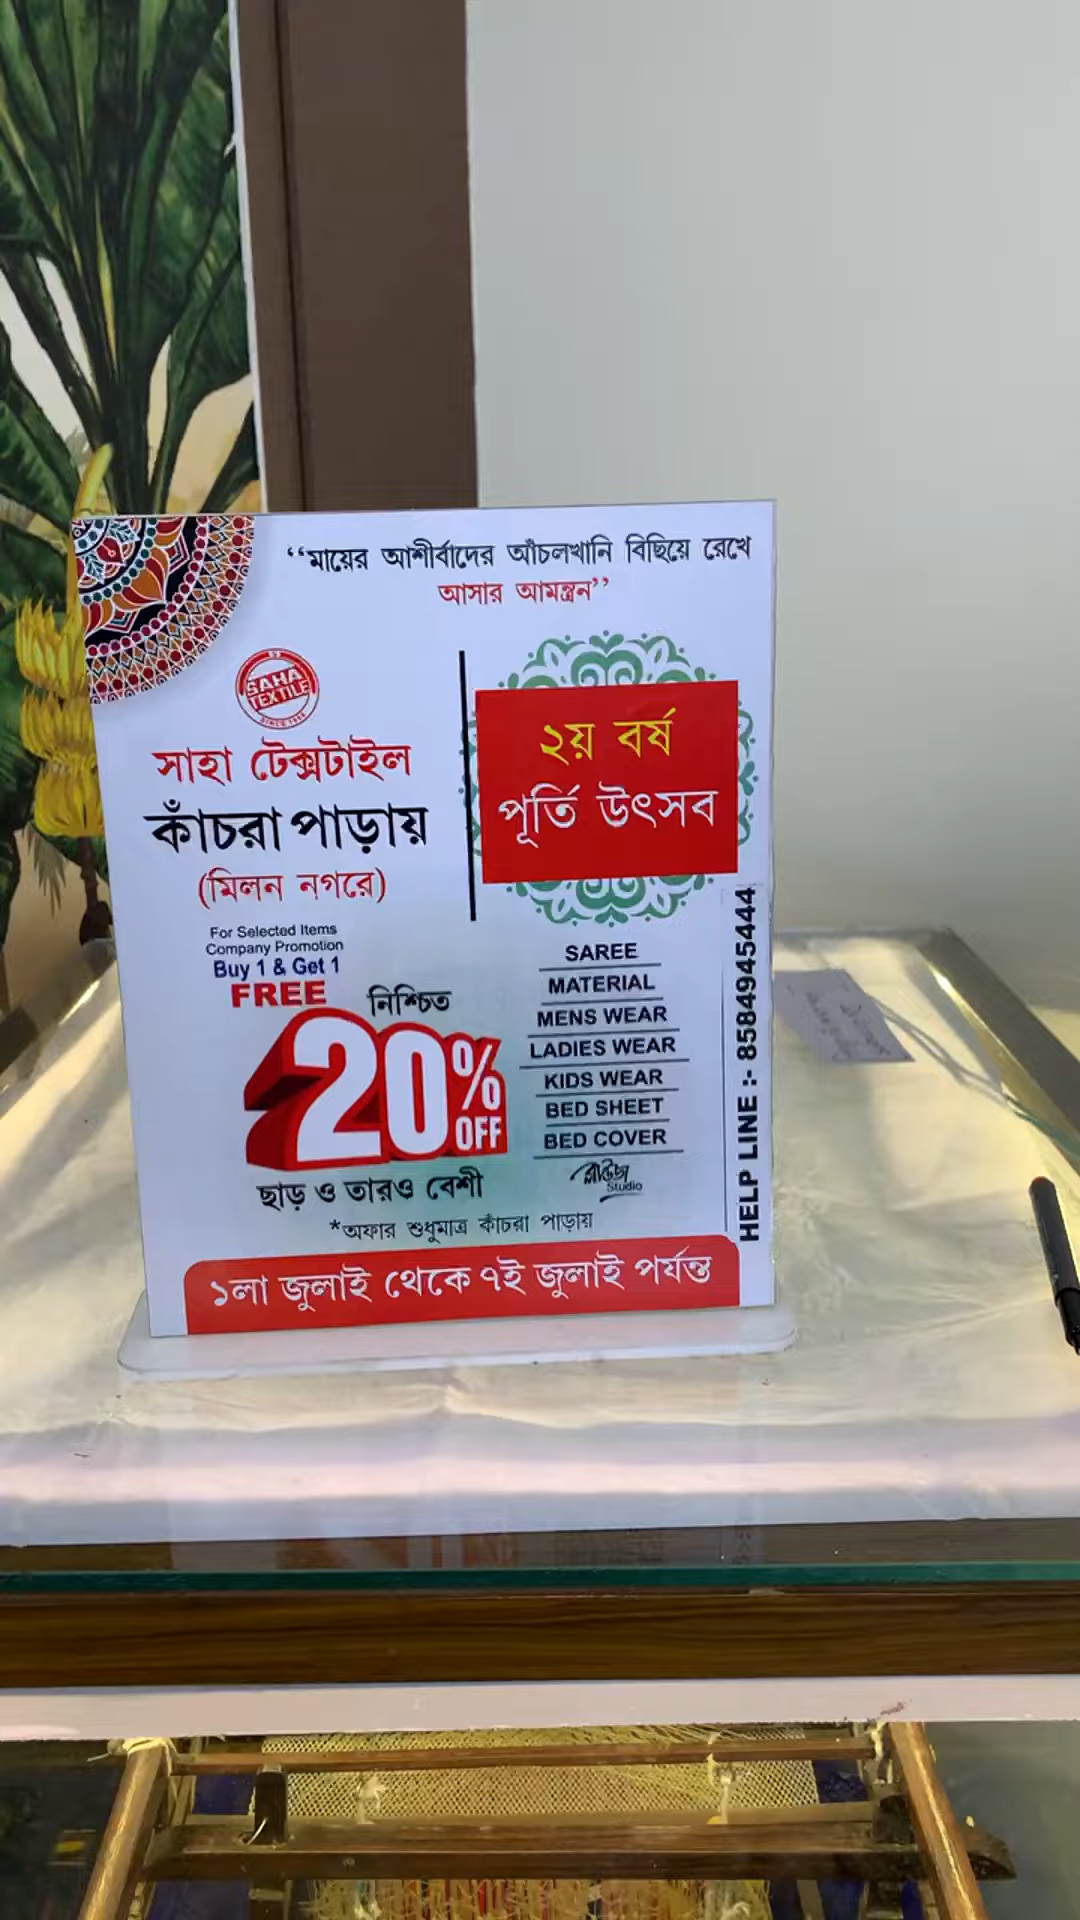 “মায়ের আশীর্বাদের আঁচলখানি বিছিয়ে রেখে
আসার আমন্ত্রন”
SAHA
TEXTILE
সাহা টেক্সটাইল
কাঁচরা পাড়ায়
(মিলন নগরে)
২য় বর্ষ
পূর্তি উৎসব
For Selected Items
Company Promotion
Buy 1 & Get 1
FREE
নিশ্চিত
20% OFF
ছাড় ও তারও বেশী
SAREE
MATERIAL
MENS WEAR
LADIES WEAR
KIDS WEAR
BED SHEET
BED COVER
ব্লাউজ
Studio
*অফার শুধুমাত্র কাঁচরা পাড়ায়
১লা জুলাই থেকে ৭ই জুলাই পর্যন্ত
HELP LINE :- 8584945444